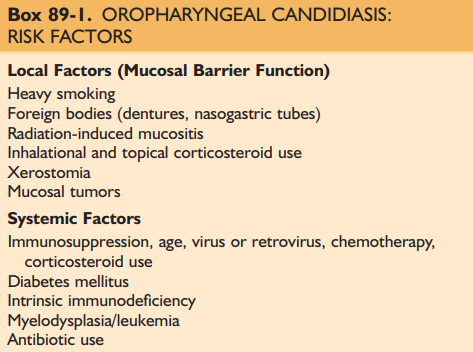 Box 89-1. OROPHARYNGEAL CANDIDIASIS:
RISK FACTORS
Local Factors (Mucosal Barrier Function)
Heavy smoking
Foreign bodies (dentures, nasogastric tubes)
Radiation-induced mucositis
Inhalational and topical corticosteroid use
Xerostomia
Mucosal tumors
Systemic Factors
Immunosuppression, age, virus or retrovirus, chemotherapy,
corticosteroid use
Diabetes mellitus
Intrinsic immunodeficiency
Myelodysplasia/leukemia
Antibiotic use